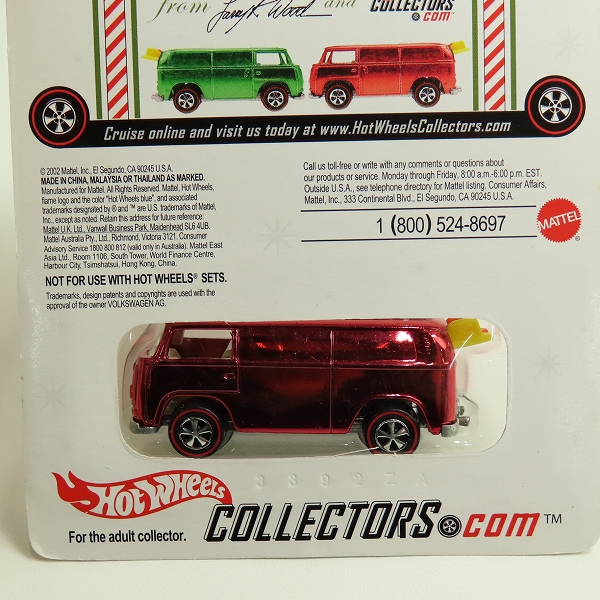 from Larry R. Wood and COLLECTORS.com™
Cruise online and visit us today at www.HotWheelsCollectors.com
© 2002 Mattel, Inc., El Segundo, CA 90245 U.S.A.
MADE IN CHINA, MALAYSIA OR THAILAND AS MARKED.
Manufactured for Mattel. All Rights Reserved. Mattel, Hot Wheels,
flame logo and the color "Hot Wheels blue", and associated
trademarks designated by ® and ™ are U.S. trademarks of Mattel,
Inc., except as noted. Retain this address for future reference:
Mattel U.K. Ltd., Vanwall Business Park, Maidenhead SL6 4UB.
Mattel Australia Pty., Ltd., Richmond, Victoria 3121. Consumer
Advisory Service 1800 800 812 (valid only in Australia). Mattel East
Asia Ltd., Room 1106, South Tower, World Finance Centre,
Harbour City, Tsimshatsui, Hong Kong, China.
NOT FOR USE WITH HOT WHEELS® SETS.
Trademarks, design patents and copyrights are used with the
approval of the owner VOLKSWAGEN AG.
Call us toll-free or write with any comments or questions about
our products or service. Monday through Friday, 8:00 a.m.-6:00 p.m. EST.
Outside U.S.A., see telephone directory for Mattel listing. Consumer Affairs,
Mattel, Inc., 333 Continental Blvd., El Segundo, CA 90245 U.S.A.
1 (800) 524-8697
MATTEL®
3392ZA
Hot Wheels
For the adult collector.
COLLECTORS.com™